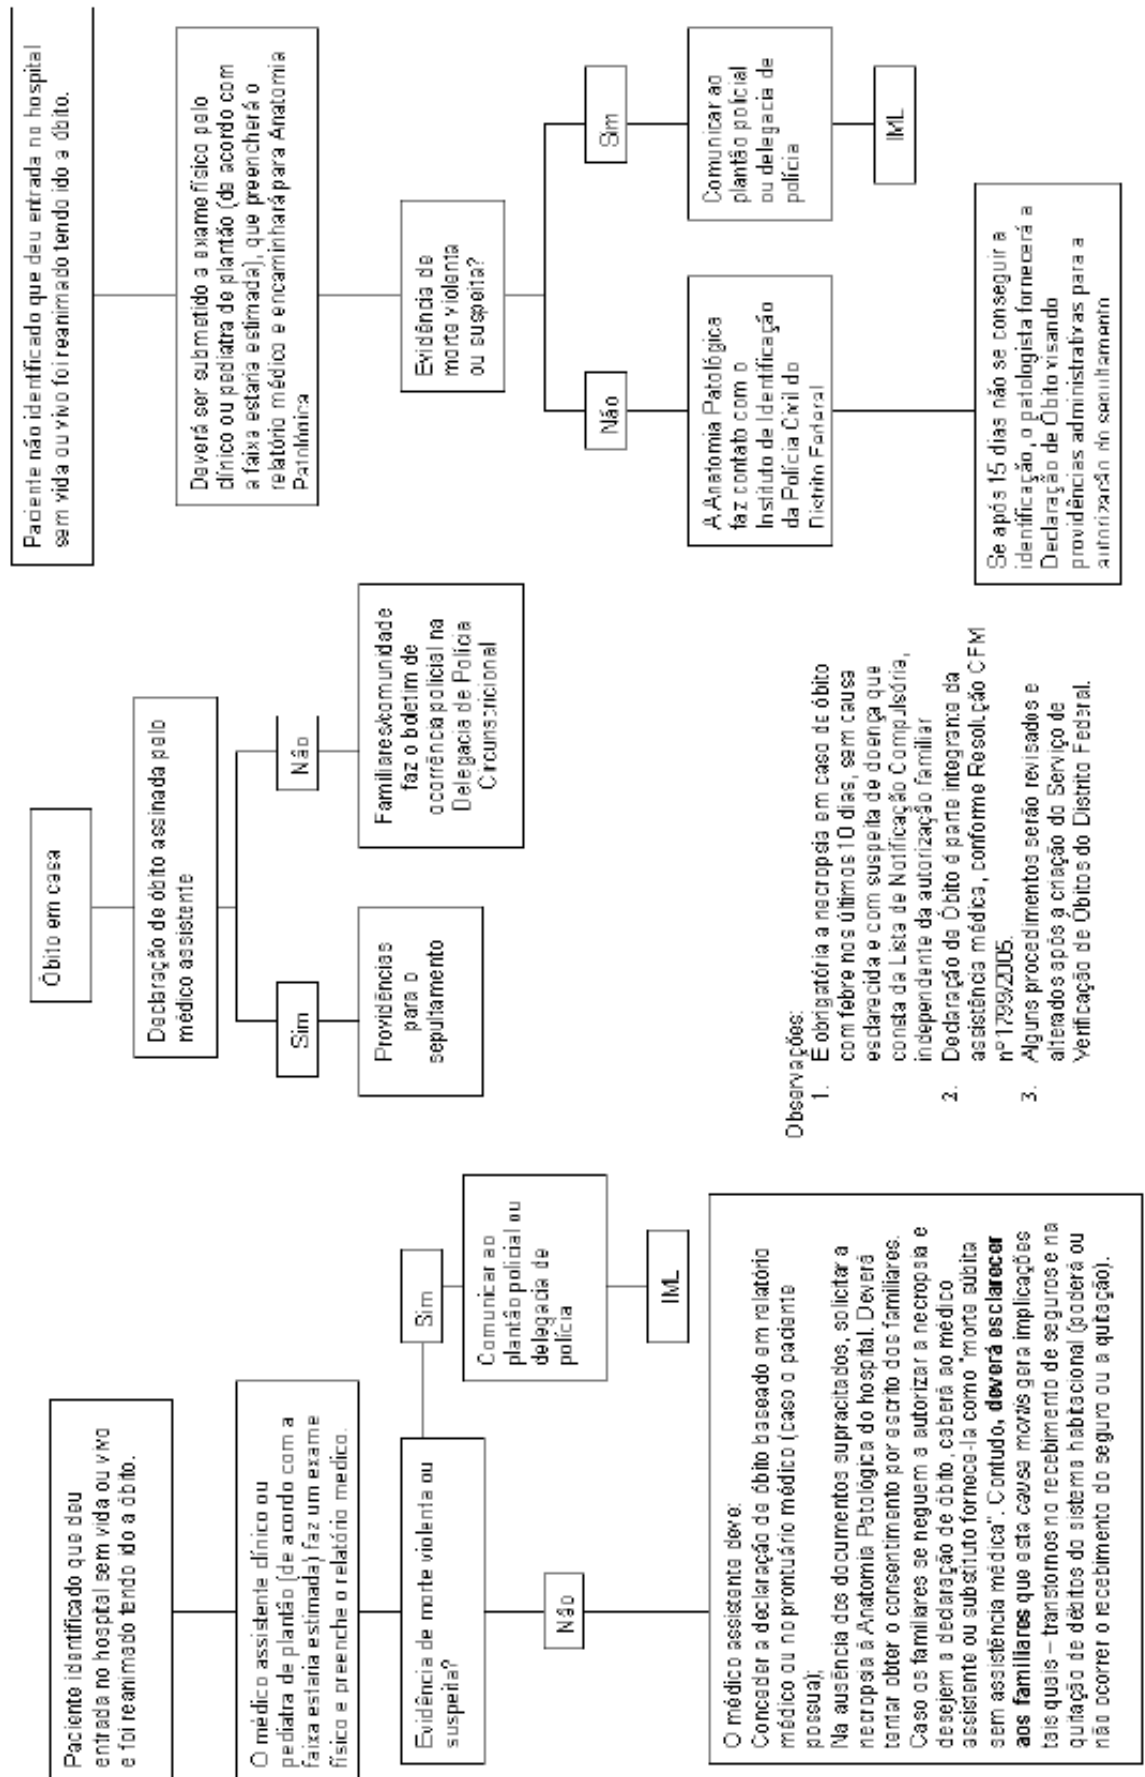 Paciente identificado que deu
entrada no hospital sem vida ou vivo
e foi reanimado tendo ido a óbito.
O médico assistente clínico ou
pediatra de plantão (de acordo com a
faixa estaria estimada) faz um exame
físico e preenche o relatório medico.
Evidência de morte violenta ou
suspeita?
Sim
Comunicar ao
plantão policial ou
delegacia de
polícia
IML
Não
O médico assistente deve:
Conceder a declaração de óbito baseado em relatório
médico ou no prontuário médico (caso o paciente
possua);
Na ausência dos documentos supracitados, solicitar a
necropsia à Anatomia Patológica do hospital. Deverá
tentar obter o consentimento por escrito dos familiares.
Caso os familiares se neguem a autorizar a necropsia e
desejem a declaração de óbito, caberá ao médico
assistente ou substituto fornece-la como "morte súbita
sem assistência médica". Contudo, deverá esclarecer
aos familiares que esta causa mortis gera implicações
tais quais – transtornos no recebimento de seguros e na
quitação de débitos do sistema habitacional (poderá ou
não ocorrer o recebimento do seguro ou a quitação).
Óbito em casa
Declaração de óbito assinada pelo
médico assistente
Sim
Não
Providências
para o
sepultamento
Familiares/comunidade
faz o boletim de
ocorrência policial na
Delegacia de Polícia
Circunscricional
Observações:
1. E obrigatória a necropsia em caso de óbito
com febre nos últimos 10 dias, sem causa
esclarecida e com suspeita de doença que
consta da Lista de Notificação Compulsória,
independente da autorização familiar
2. Declaração de Óbito é parte integrante da
assistência médica, conforme Resolução CFM
nº 1799/2005.
3. Alguns procedimentos serão revisados e
alterados após a criação do Serviço de
Verificação de Óbitos do Distrito Federal.
Paciente não identificado que deu entrada no hospital
sem vida ou vivo foi reanimado tendo ido a óbito.
Deverá ser submetido a exame físico pelo
clínico ou pediatra de plantão (de acordo com
a faixa estaria estimada), que preencherá o
relatório médico e encaminhará para Anatomia
Patológica
Evidência de
morte violenta
ou suspeita?
Não
Sim
A Anatomia Patológica
faz contato com o
Instituto de Identificação
da Polícia Civil do
Distrito Federal
Comunicar ao
plantão policial
ou delegacia de
polícia
IML
Se após 15 dias não se conseguir a
identificação, o patologista fornecerá a
Declaração de Óbito visando
providências administrativas para a
autorização do sepultamento